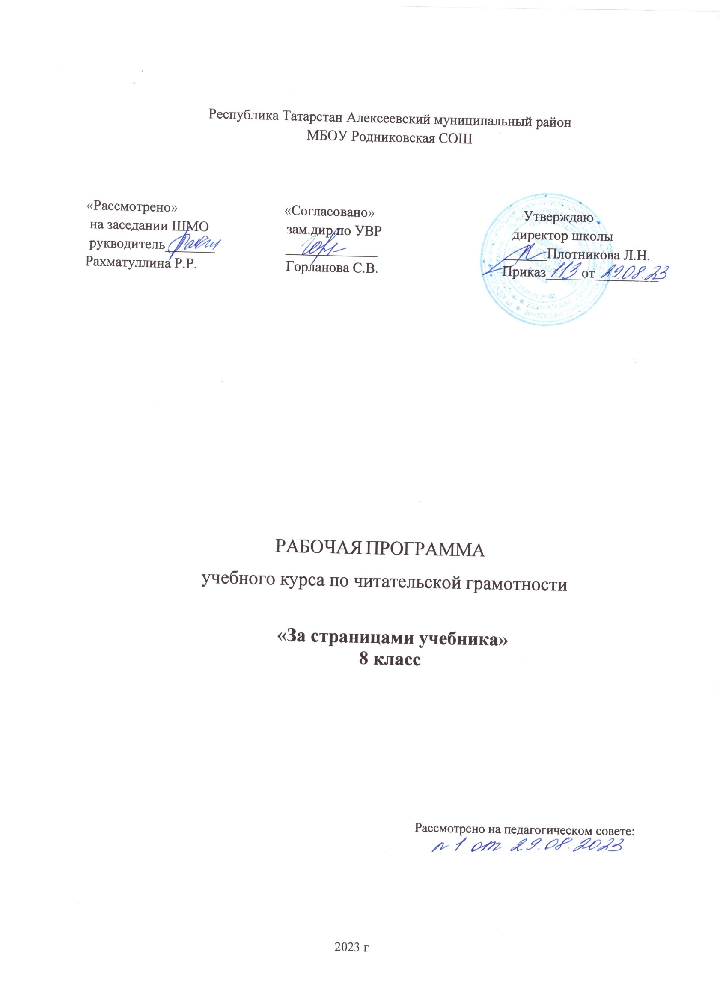 Республика Татарстан Алексеевский муниципальный район
МБОУ Родниковская СОШ
«Рассмотрено»
на заседании ШМО
рукводитель
Рахматуллина Р.Р.
«Согласовано»
зам.дир.по УВР
Горланова С.В.
Утверждаю
директор школы
Плотникова Л.Н.
Приказ 113 от 29.08.23
РАБОЧАЯ ПРОГРАММА
учебного курса по читательской грамотности
«За страницами учебника»
8 класс
Рассмотрено на педагогическом совете:
№ 1 от 29.08.2023
2023 г